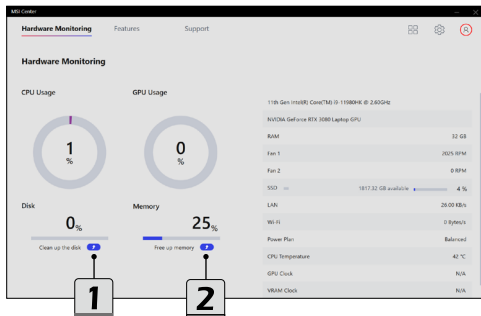 MSI Center
Hardware Monitoring
Features
Support
Hardware Monitoring
CPU Usage
GPU Usage
1
%
0
%
Disk
Memory
0%
25%
Clean up the disk
Free up memory
1
2
11th Gen Intel(R) Core(TM) i9-11980HK @ 2.60GHz
NVIDIA GeForce RTX 3080 Laptop GPU
RAM 32 GB
Fan 1 2025 RPM
Fan 2 0 RPM
SSD 1817.32 GB available 4 %
LAN 26.00 KB/s
Wi-Fi 0 Bytes/s
Power Plan Balanced
CPU Temperature 42 °C
GPU Clock N/A
VRAM Clock N/A